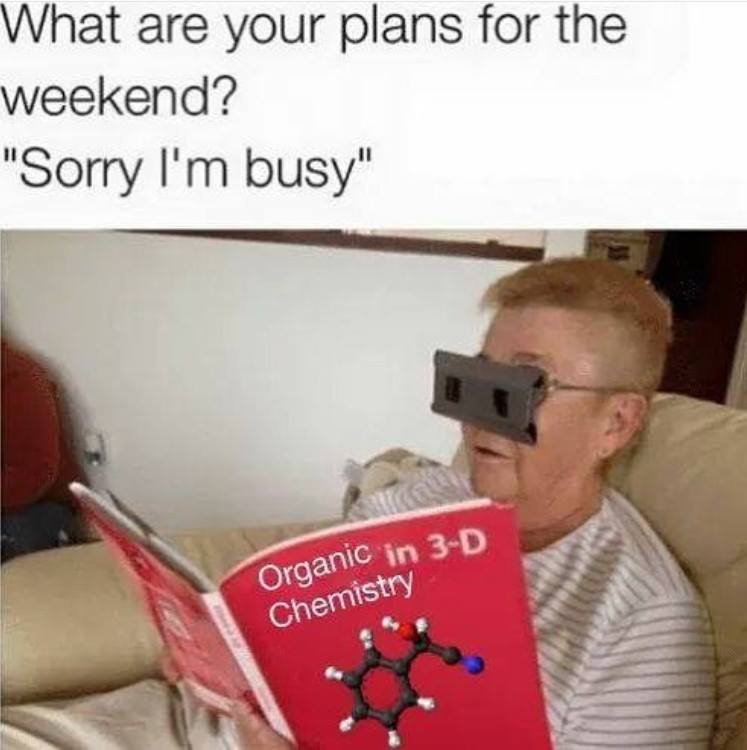 What are your plans for the
weekend?
"Sorry I'm busy"
Organic in 3-D
Chemistry